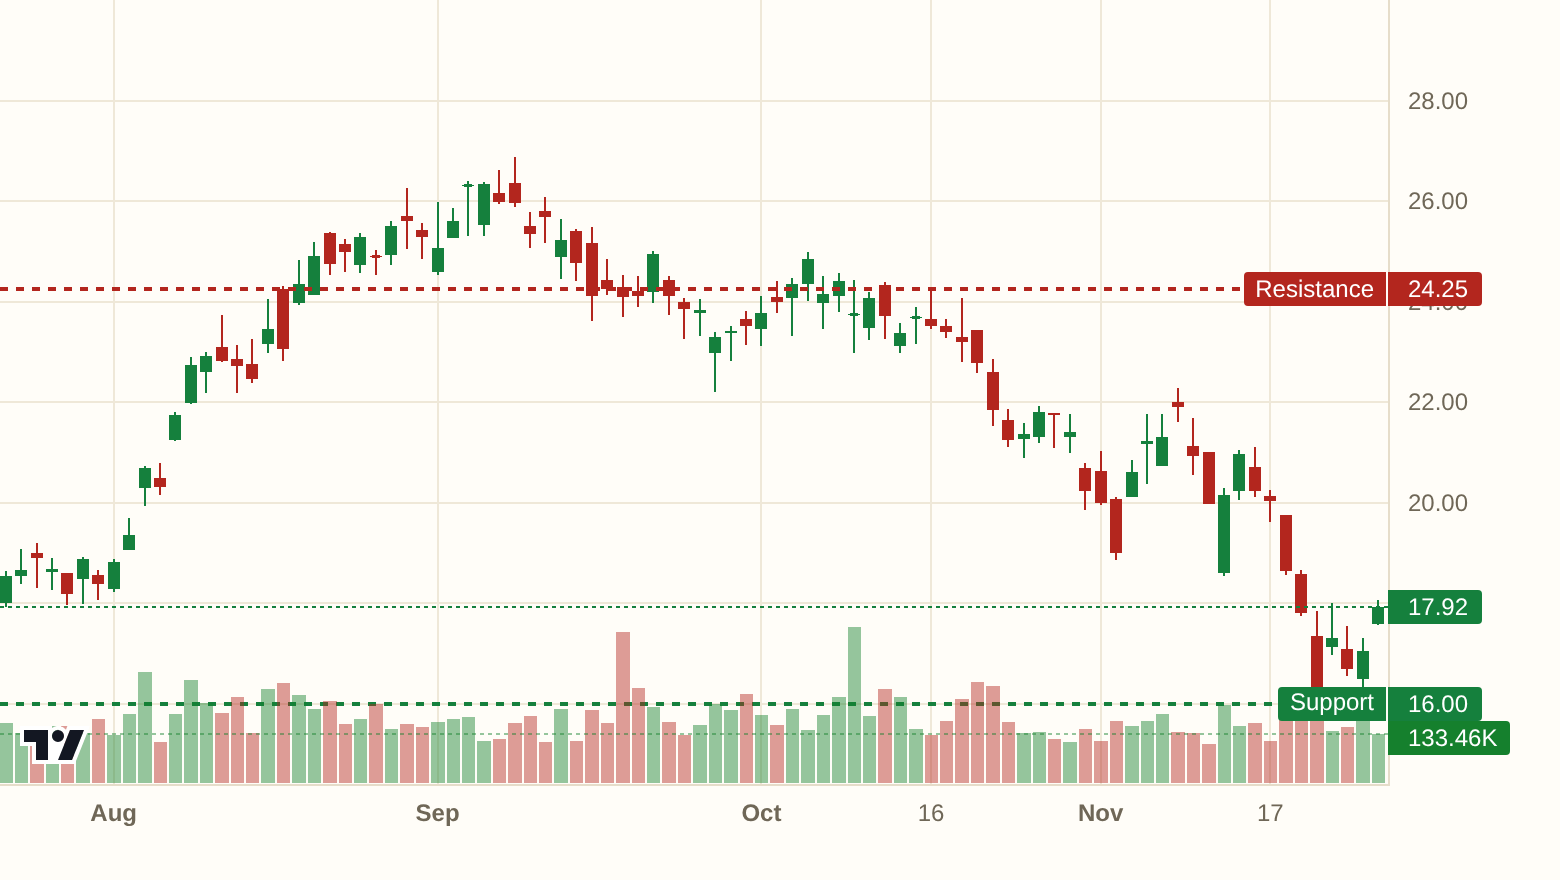 28.00
26.00
Resistance 24.25
22.00
20.00
17.92
Support 16.00
133.46K
Aug Sep Oct 16 Nov 17